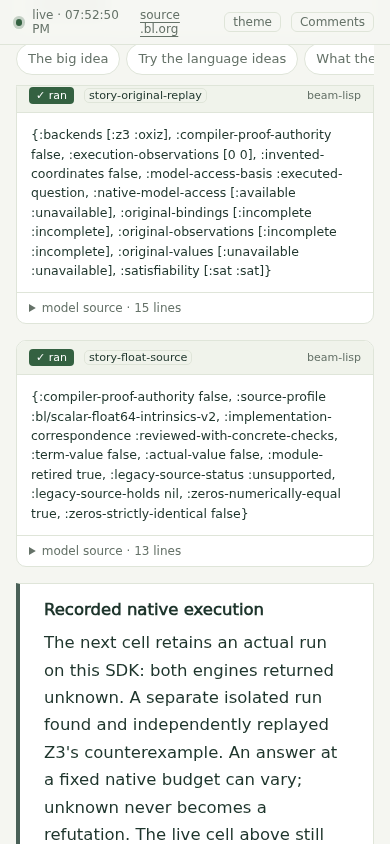 live · 07:52:50 PM
source .bl.org
theme
Comments
The big idea
Try the language ideas
What the
✓ ran
story-original-replay
beam-lisp
{:backends [:z3 :oxiz], :compiler-proof-authority
false, :execution-observations [0 0], :invented-
coordinates false, :model-access-basis :executed-
question, :native-model-access [:available
:unavailable], :original-bindings [:incomplete
:incomplete], :original-observations [:incomplete
:incomplete], :original-values [:unavailable
:unavailable], :satisfiability [:sat :sat]}
▶ model source · 15 lines
✓ ran
story-float-source
beam-lisp
{:compiler-proof-authority false, :source-profile
:bl/scalar-float64-intrinsics-v2, :implementation-
correspondence :reviewed-with-concrete-checks,
:term-value false, :actual-value false, :module-
retired true, :legacy-source-status :unsupported,
:legacy-source-holds nil, :zeros-numerically-equal
true, :zeros-strictly-identical false}
▶ model source · 13 lines
Recorded native execution
The next cell retains an actual run
on this SDK: both engines returned
unknown. A separate isolated run
found and independently replayed
Z3's counterexample. An answer at
a fixed native budget can vary;
unknown never becomes a
refutation. The live cell above still